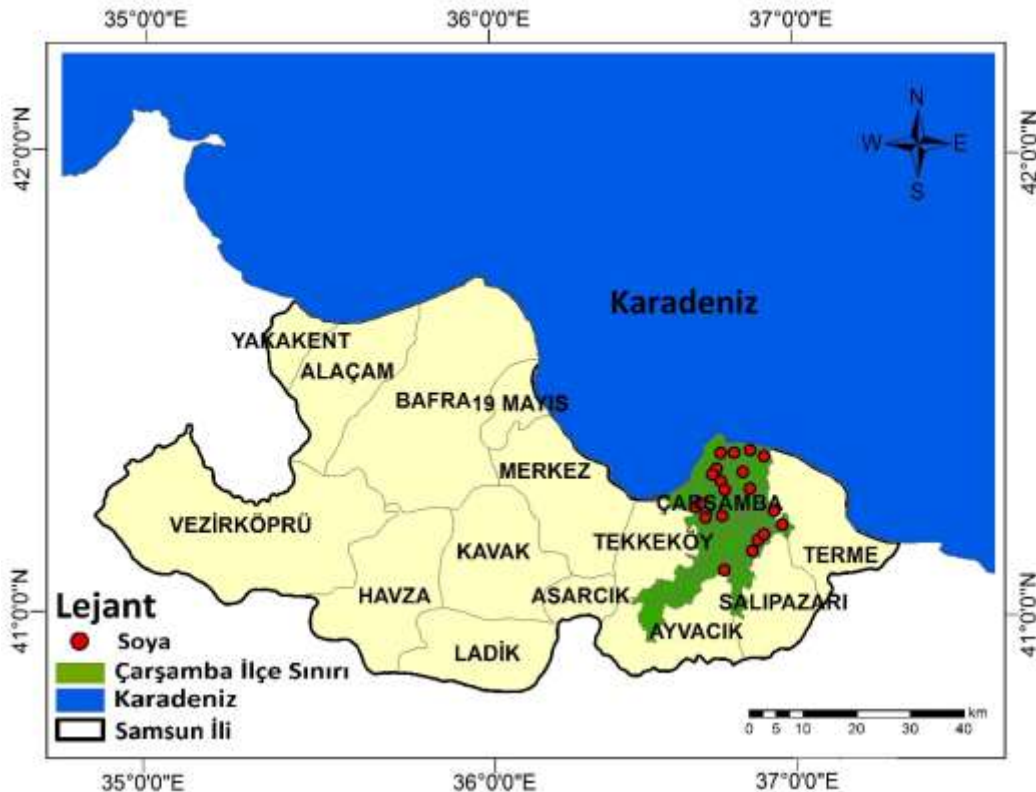 35°0'0"E 36°0'0"E 37°0'0"E
42°0'0"N
42°0'0"N
N
W E
S
Karadeniz
YAKAKENT
ALAÇAM
BAFRA 19 MAYIS
MERKEZ
ÇARŞAMBA
VEZİRKÖPRÜ
TEKKEKÖY
KAVAK
TERME
HAVZA
ASARCIK
SALIPAZARI
AYVACIK
LADİK
41°0'0"N
41°0'0"N
Lejant
Soya
Çarşamba İlçe Sınırı
Karadeniz
Samsun İli
km
0 5 10 20 30 40
35°0'0"E 36°0'0"E 37°0'0"E